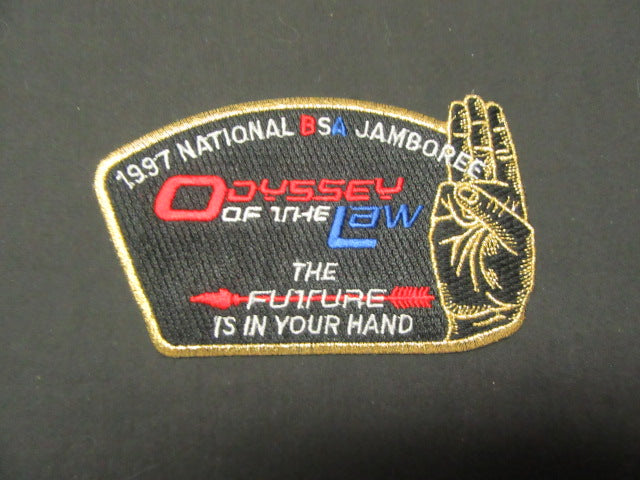 1997 NATIONAL BSA JAMBOREE
ODYSSEY
OF THE LAW
THE
FUTURE
IS IN YOUR HAND